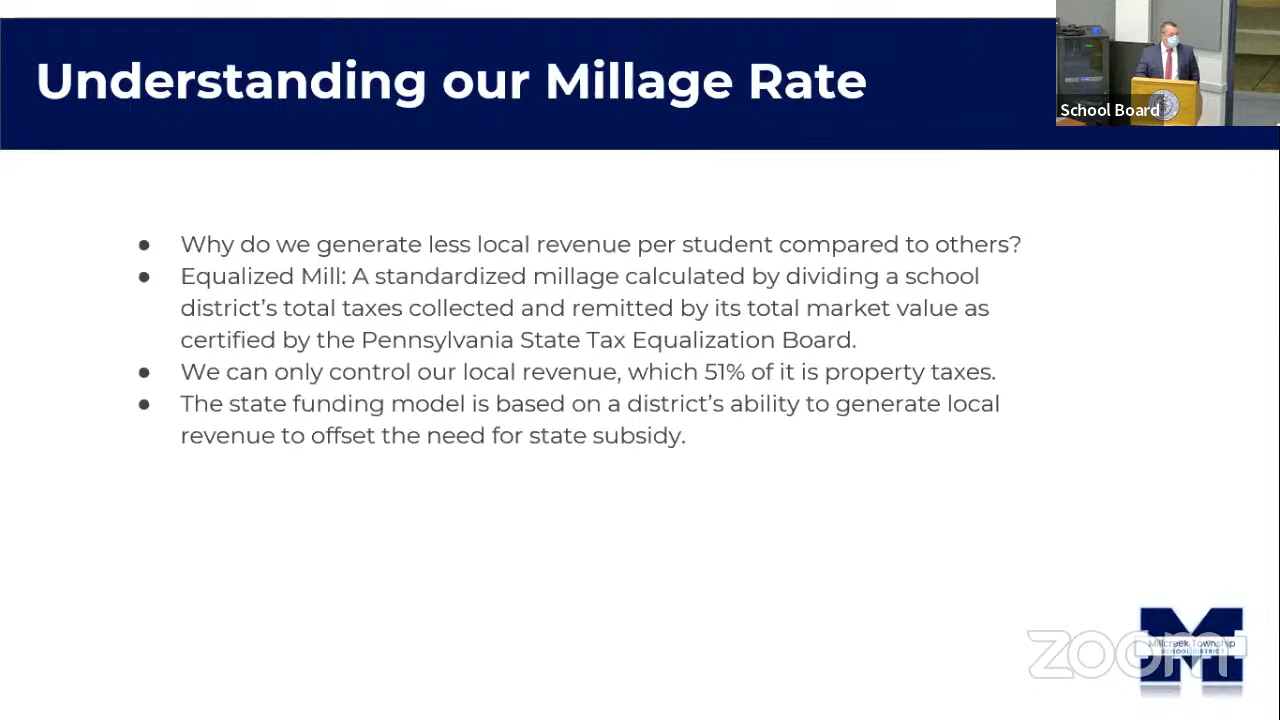 Understanding our Millage Rate
School Board
● Why do we generate less local revenue per student compared to others?
● Equalized Mill: A standardized millage calculated by dividing a school
district’s total taxes collected and remitted by its total market value as
certified by the Pennsylvania State Tax Equalization Board.
● We can only control our local revenue, which 51% of it is property taxes.
● The state funding model is based on a district’s ability to generate local
revenue to offset the need for state subsidy.
zoom
Millcreek Township
SCHOOL DISTRICT